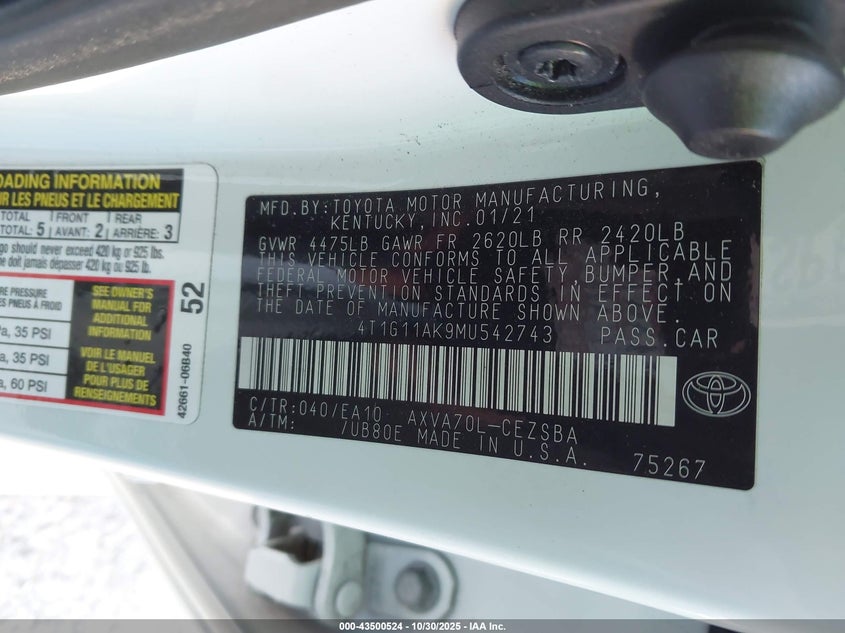 OADING INFORMATION
UR LES PNEUS ET LE CHARGEMENT
TOTAL 5 FRONT AVANT: 2 REAR ARRIÈRE: 3
go should never exceed 420 kg or 925 lbs.
e doit jamais dépasser 420 kg ou 925 lb.
RE PRESSURE
S PNEUS À FROID
a, 35 PSI
a, 35 PSI
a, 60 PSI
SEE OWNER'S
MANUAL FOR
ADDITIONAL
INFORMATION
VOIR LE MANUEL
DE L'USAGER
POUR PLUS DE
RENSEIGNEMENTS
52
42661-06B40
MFD.BY:TOYOTA MOTOR MANUFACTURING,
KENTUCKY, INC.01/21
GVWR 4475LB GAWR FR 2620LB RR 2420LB
THIS VEHICLE CONFORMS TO ALL APPLICABLE
FEDERAL MOTOR VEHICLE SAFETY, BUMPER,AND
THEFT PREVENTION STANDARDS IN EFFECT ON
THE DATE OF MANUFACTURE SHOWN ABOVE.
4T1G11AK9MU542743 PASS.CAR
C/TR:040/EA10 AXVA70L-CEZSBA
A/TM: /UB80E MADE IN U.S.A.
75267
000-43500524 - 10/30/2025 - IAA Inc.